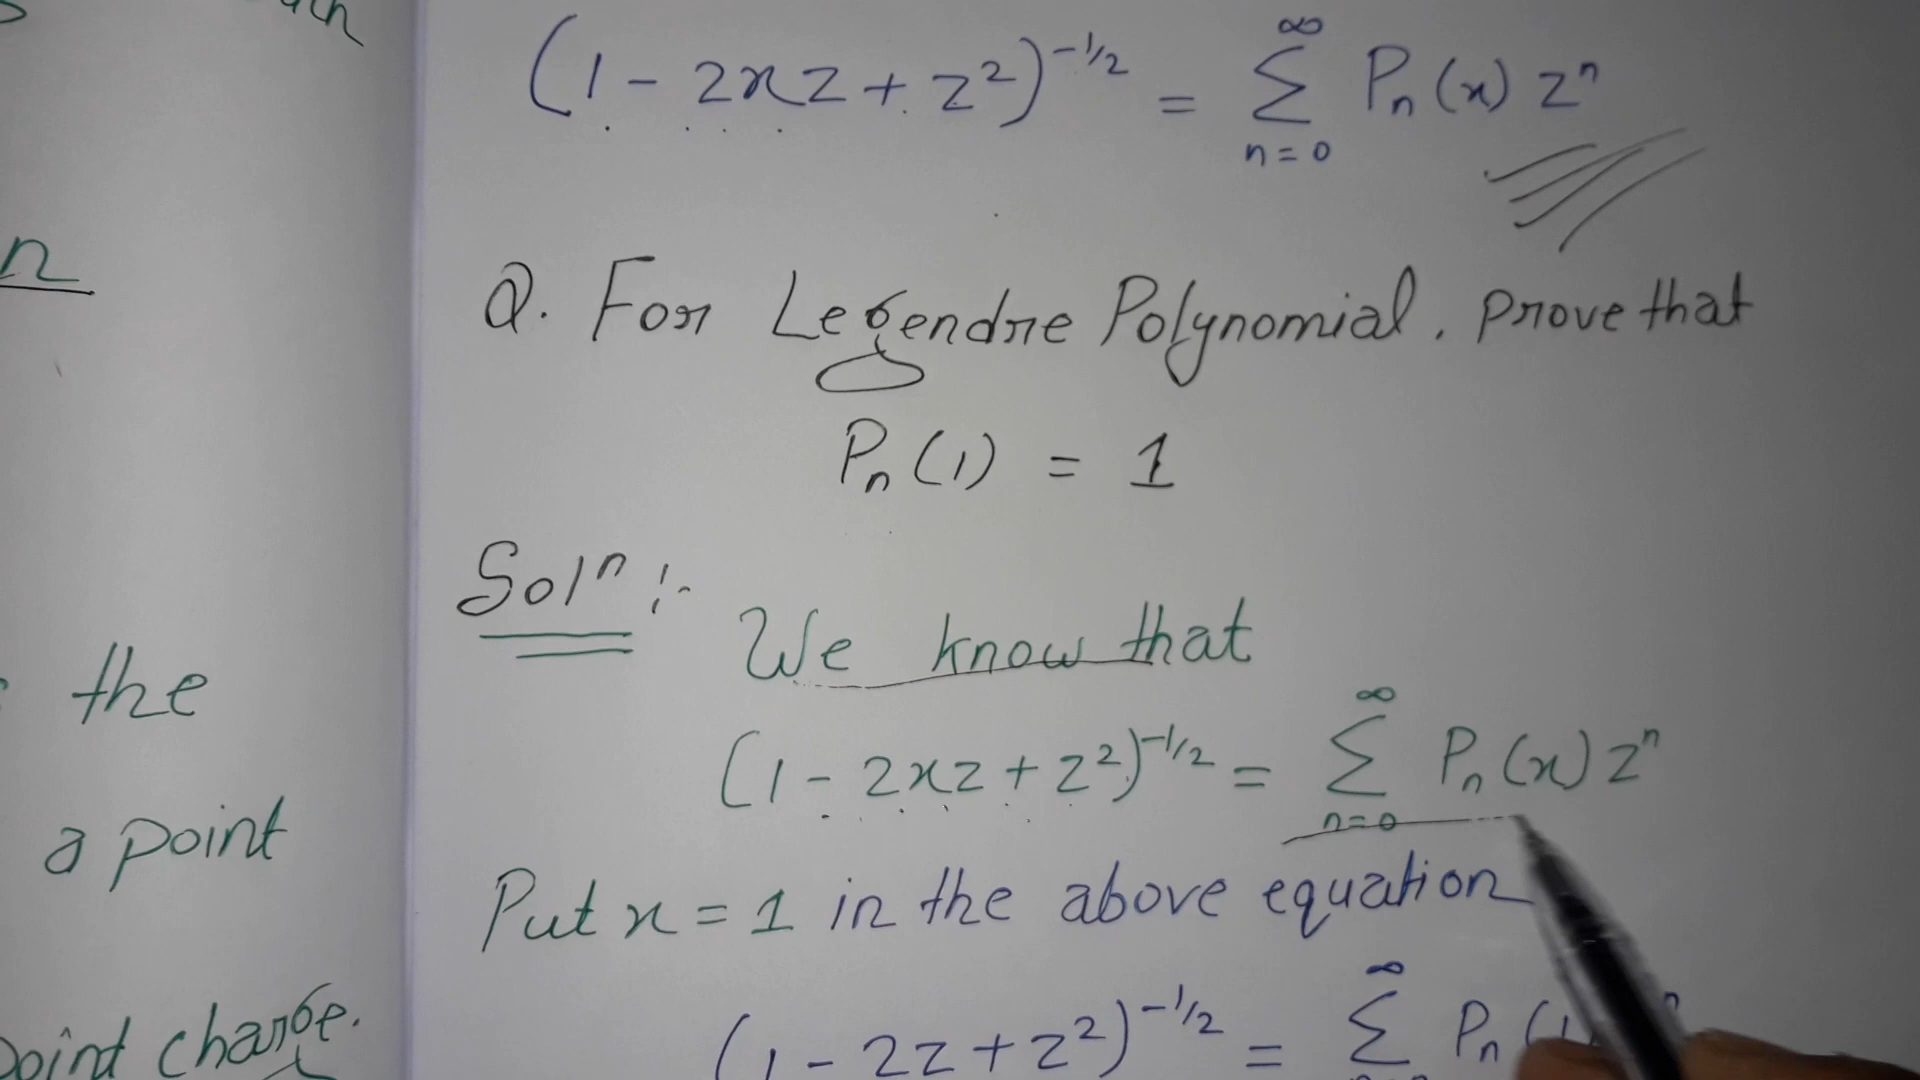 n
the
a point
point charge.
(1 - 2xz + z²)^-1/2 = ∞ Σ n=0 Pn(x) zⁿ
Q. For Legendre Polynomial. prove that
Pn(1) = 1
Solⁿ :-
We know that
(1 - 2xz + z²)^-1/2 = ∞ Σ n=0 Pn(x) zⁿ
Put x = 1 in the above equation
(1 - 2z + z²)^-1/2 = ∞ Σ Pn(1